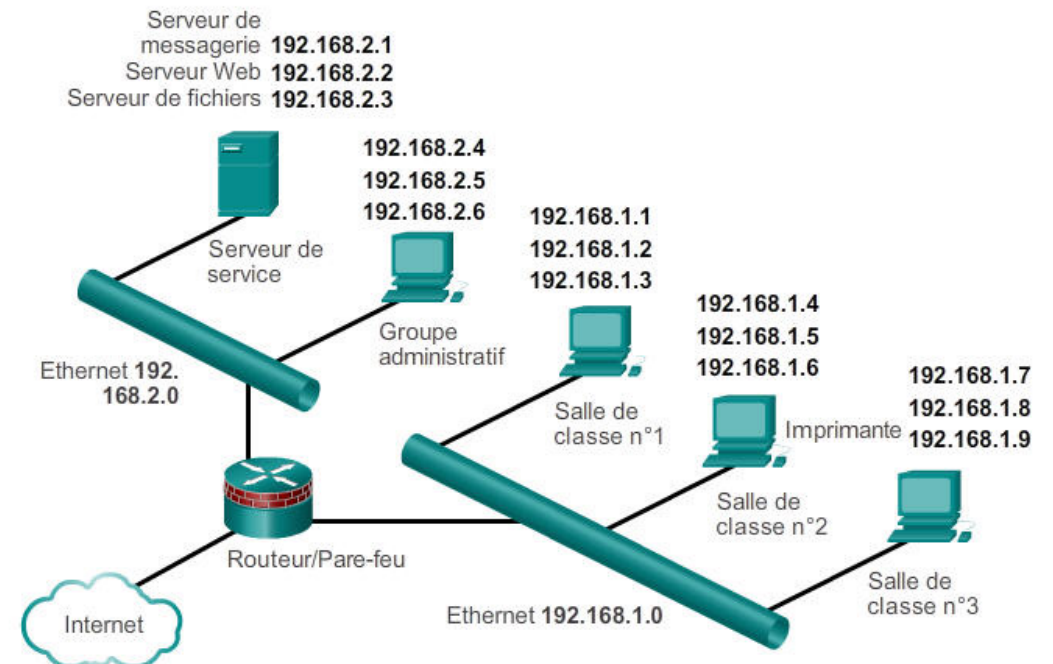 Serveur de
messagerie 192.168.2.1
Serveur Web 192.168.2.2
Serveur de fichiers 192.168.2.3
192.168.2.4
192.168.2.5
192.168.2.6
Serveur de
service
192.168.1.1
192.168.1.2
192.168.1.3
Groupe
administratif
192.168.1.4
192.168.1.5
192.168.1.6
Ethernet 192.
168.2.0
Salle de
classe n°1
192.168.1.7
192.168.1.8
Imprimante 192.168.1.9
Salle de
classe n°2
Routeur/Pare-feu
Salle de
classe n°3
Ethernet 192.168.1.0
Internet